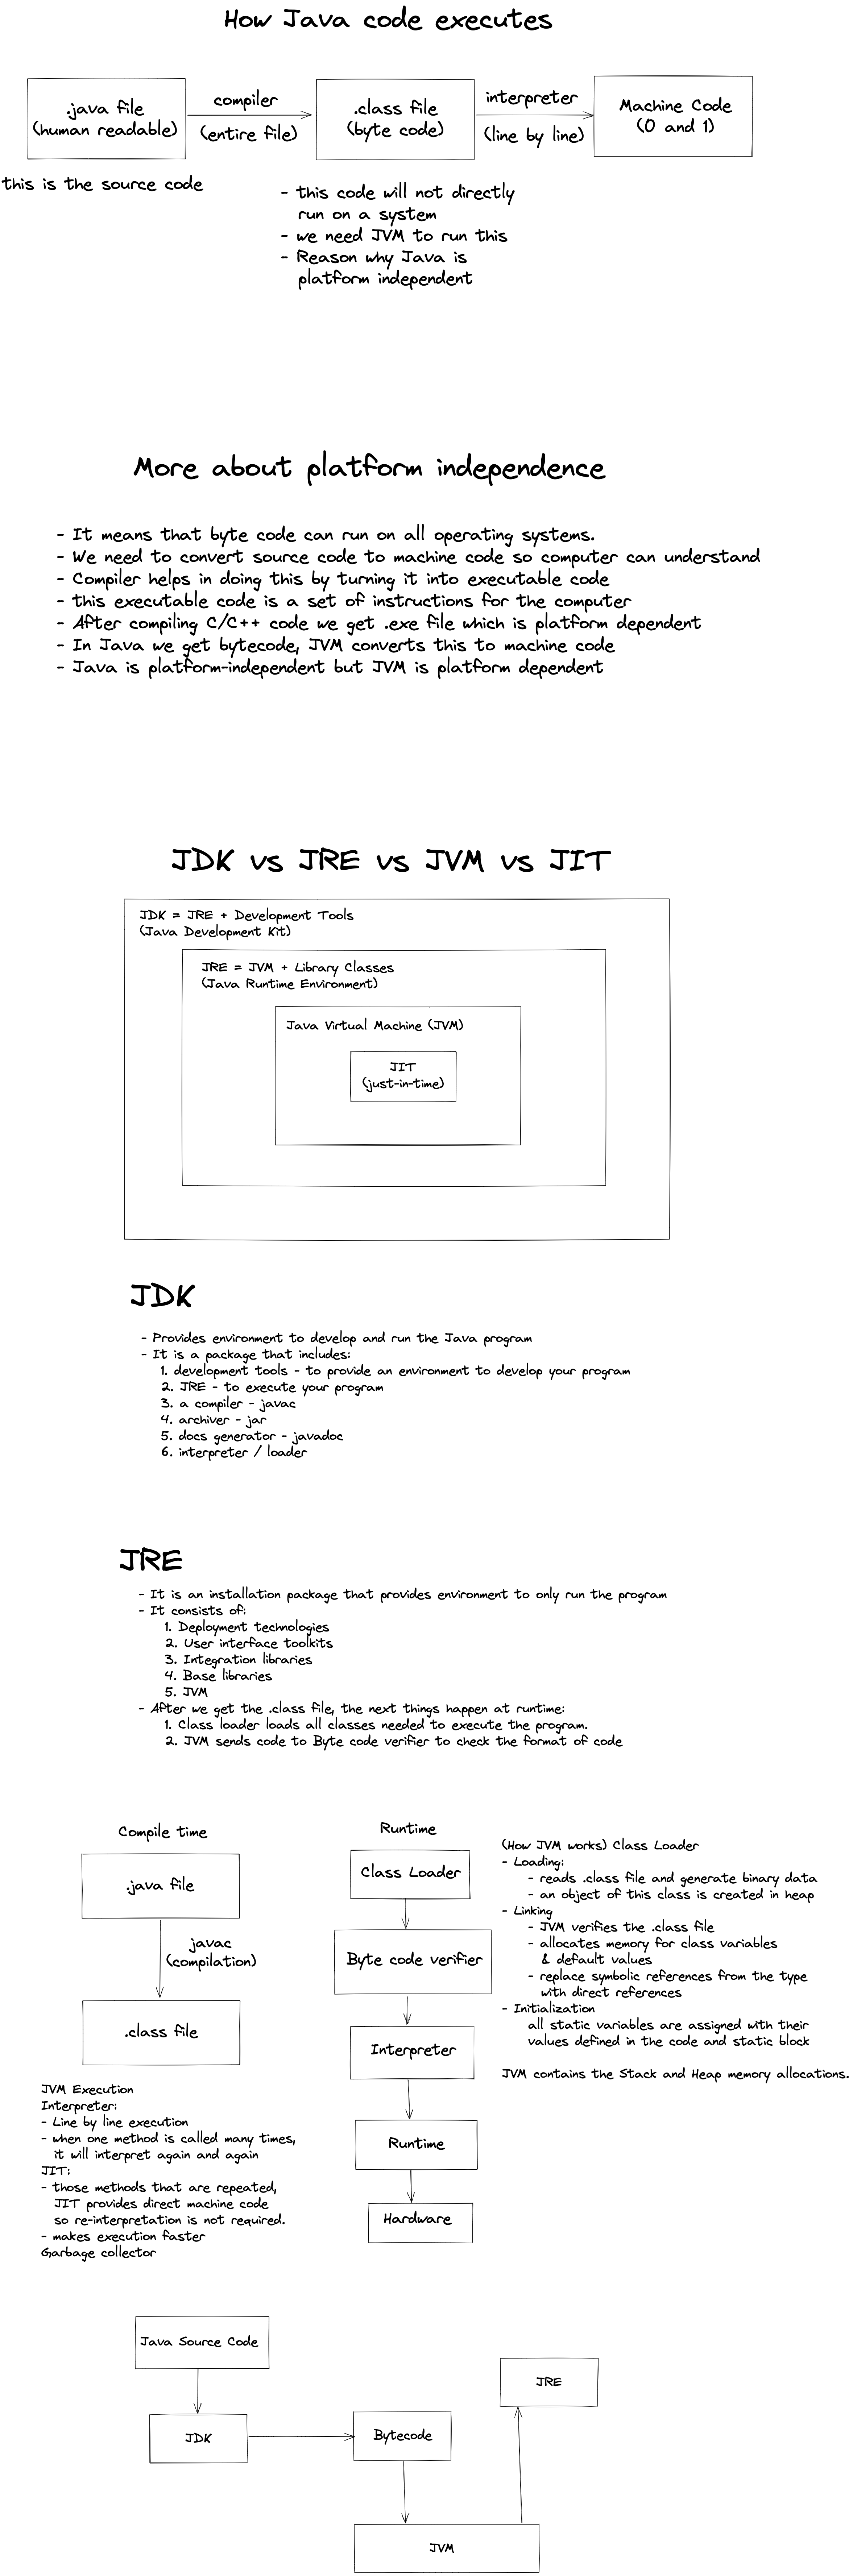 How Java code executes
.java file
(human readable)
compiler
(entire file)
.class file
(byte code)
interpreter
(line by line)
Machine Code
(0 and 1)
this is the source code
- this code will not directly
run on a system
- we need JVM to run this
- Reason why Java is
platform independent
More about platform independence
- It means that byte code can run on all operating systems.
- We need to convert source code to machine code so computer can understand
- Compiler helps in doing this by turning it into executable code
- this executable code is a set of instructions for the computer
- After compiling C/C++ code we get .exe file which is platform dependent
- In Java we get bytecode, JVM converts this to machine code
- Java is platform-independent but JVM is platform dependent
JDK vs JRE vs JVM vs JIT
JDK = JRE + Development Tools
(Java Development Kit)
JRE = JVM + Library Classes
(Java Runtime Environment)
Java Virtual Machine (JVM)
JIT
(just-in-time)
JDK
- Provides environment to develop and run the Java program
- It is a package that includes:
1. development tools - to provide an environment to develop your program
2. JRE - to execute your program
3. a compiler - javac
4. archiver - jar
5. docs generator - javadoc
6. interpreter / loader
JRE
- It is an installation package that provides environment to only run the program
- It consists of:
1. Deployment technologies
2. User interface toolkits
3. Integration libraries
4. Base libraries
5. JVM
- After we get the .class file, the next things happen at runtime:
1. Class loader loads all classes needed to execute the program.
2. JVM sends code to Byte code verifier to check the format of code
Compile time
.java file
javac
(compilation)
.class file
Runtime
Class Loader
Byte code verifier
Interpreter
Runtime
Hardware
(How JVM works) Class Loader
- Loading:
- reads .class file and generate binary data
- an object of this class is created in heap
- Linking
- JVM verifies the .class file
- allocates memory for class variables
& default values
- replace symbolic references from the type
with direct references
- Initialization
all static variables are assigned with their
values defined in the code and static block
JVM contains the Stack and Heap memory allocations.
JVM Execution
Interpreter:
- Line by line execution
- when one method is called many times,
it will interpret again and again
JIT:
- those methods that are repeated,
JIT provides direct machine code
so re-interpretation is not required.
- makes execution faster
Garbage collector
Java Source Code
JDK
Bytecode
JRE
JVM